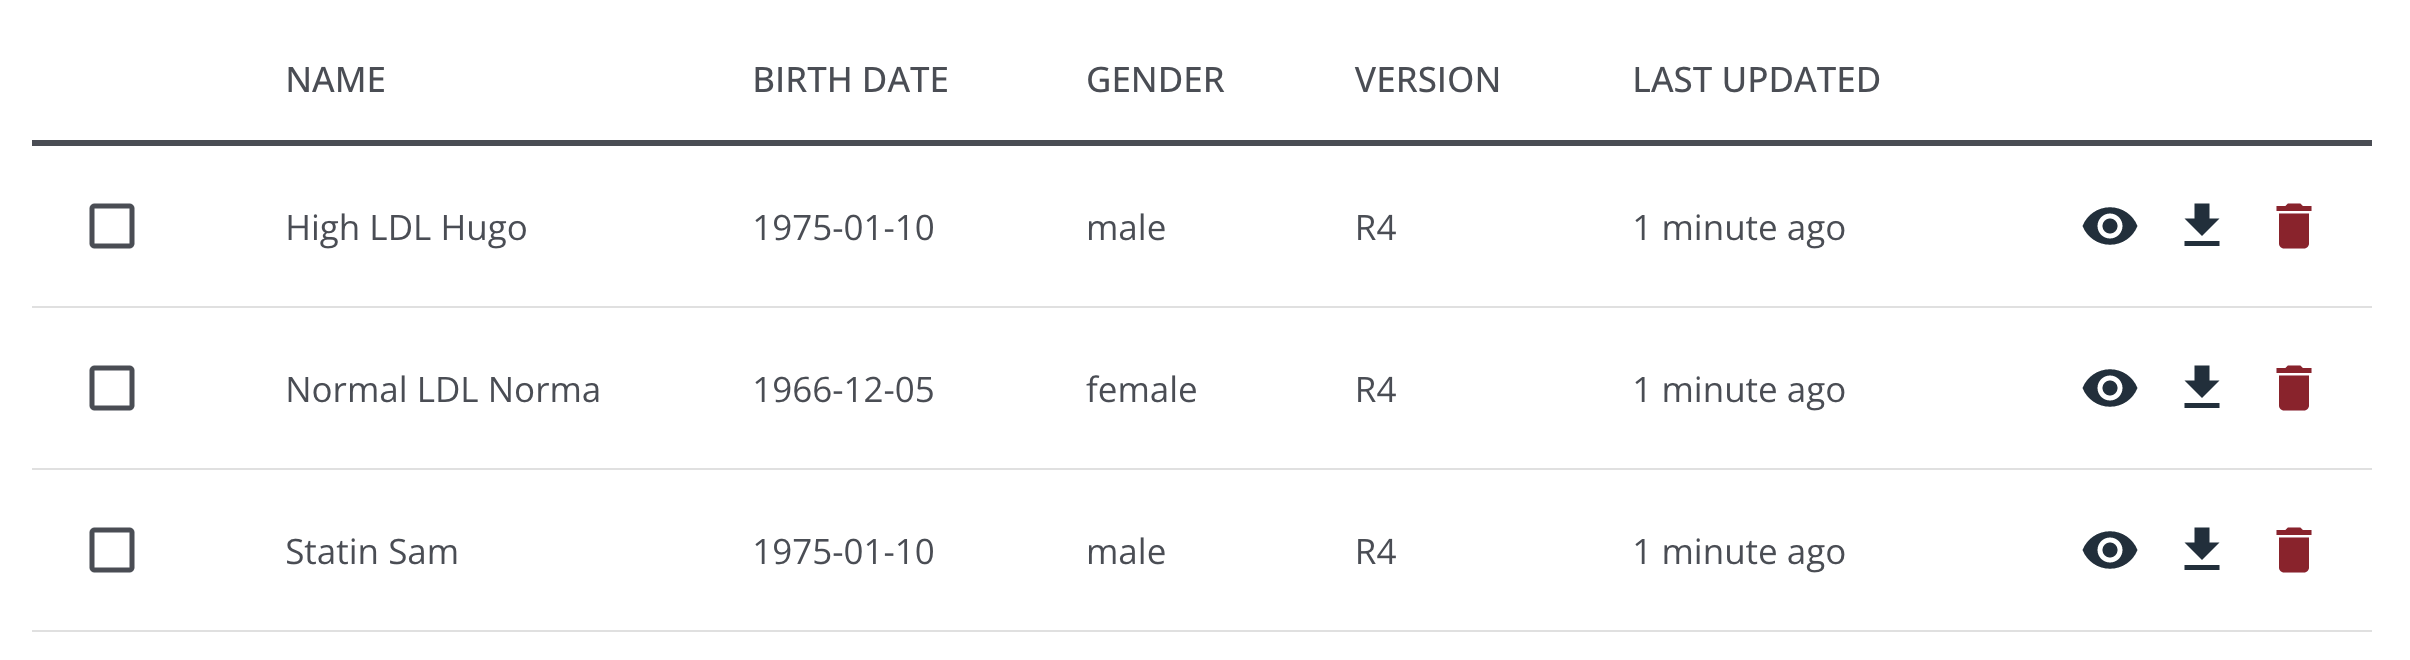 NAME BIRTH DATE GENDER VERSION LAST UPDATED
High LDL Hugo 1975-01-10 male R4 1 minute ago
Normal LDL Norma 1966-12-05 female R4 1 minute ago
Statin Sam 1975-01-10 male R4 1 minute ago